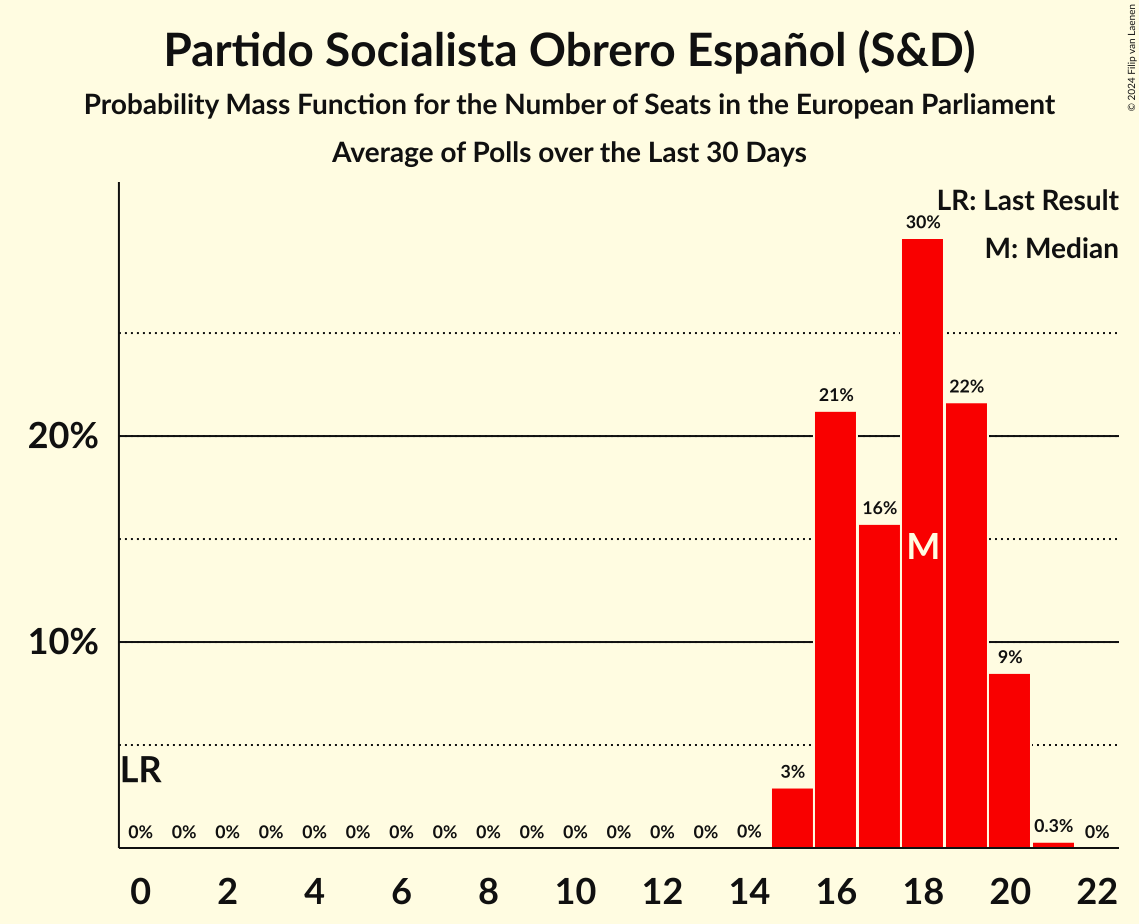 Partido Socialista Obrero Español (S&D)
Probability Mass Function for the Number of Seats in the European Parliament
Average of Polls over the Last 30 Days
© 2024 Filip van Laenen
LR: Last Result
M: Median
30%
22%
21%
20%
16%
M
10%
9%
LR
3%
0% 0% 0% 0% 0% 0% 0% 0% 0% 0% 0% 0% 0% 0% 0% 0.3% 0%
0 2 4 6 8 10 12 14 16 18 20 22